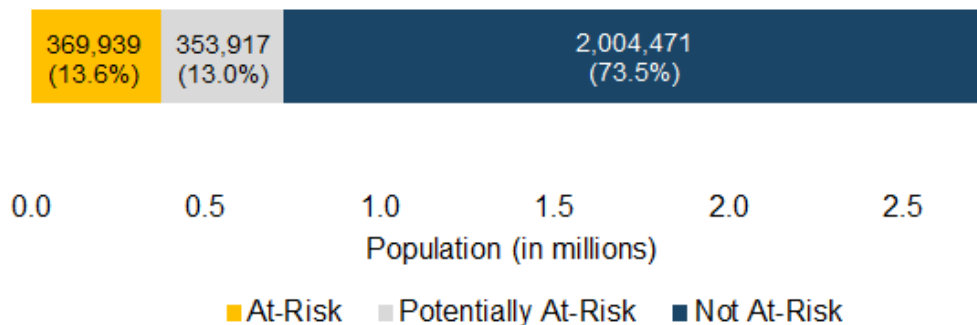 369,939 353,917 2,004,471
(13.6%) (13.0%) (73.5%)
0.0 0.5 1.0 1.5 2.0 2.5
Population (in millions)
At-Risk Potentially At-Risk Not At-Risk